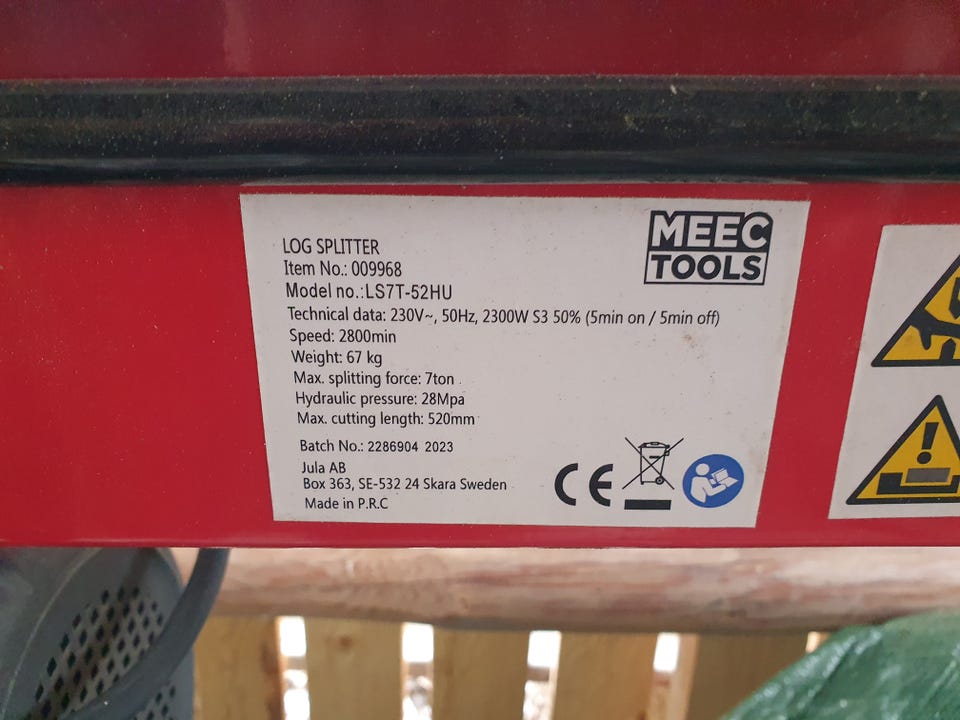 MEEC
TOOLS
LOG SPLITTER
Item No.: 009968
Model no.:LS7T-52HU
Technical data: 230V~, 50Hz, 2300W S3 50% (5min on / 5min off)
Speed: 2800min
Weight: 67 kg
Max. splitting force: 7ton
Hydraulic pressure: 28Mpa
Max. cutting length: 520mm
Batch No.: 2286904 2023
Jula AB
Box 363, SE-532 24 Skara Sweden
Made in P.R.C
CE